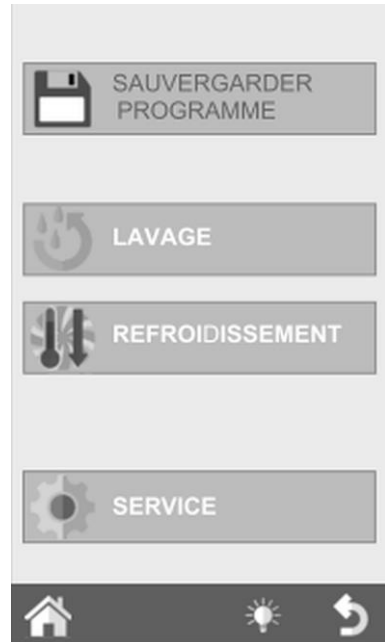 SAUVERGARDER
PROGRAMME
LAVAGE
REFROIDISSEMENT
SERVICE